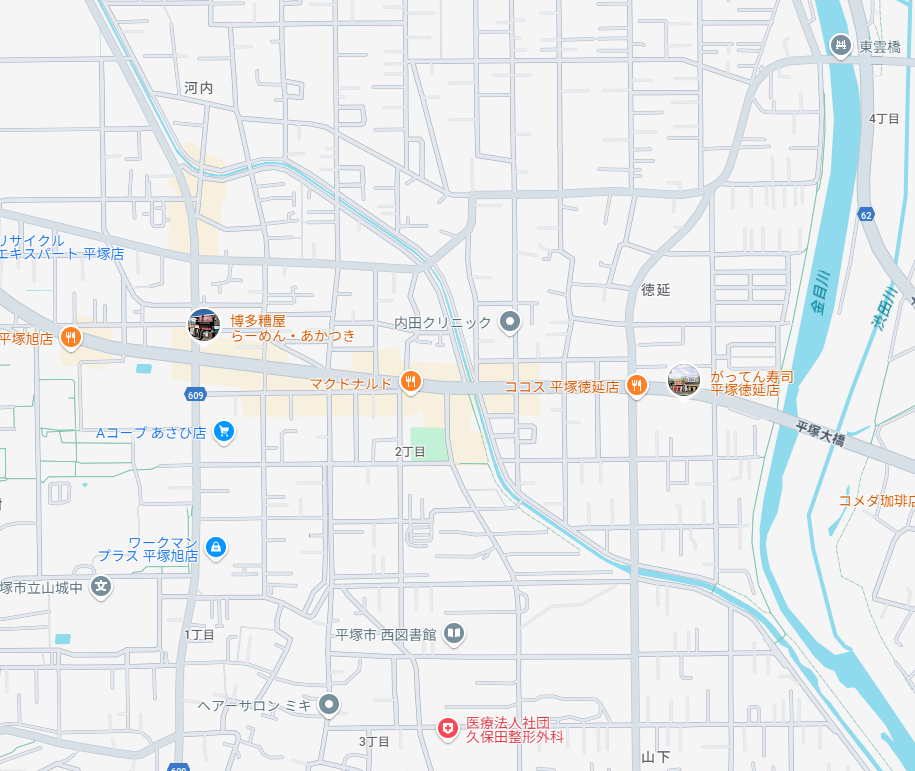 東雲橋
河内
4丁目
62
リサイクル
エキスパート 平塚店
徳延
金目川
渋田川
博多糟屋
らーめん・あかつき
内田クリニック
平塚旭店
マクドナルド
ココス 平塚徳延店
がってん寿司
平塚徳延店
609
Aコープ あさひ店
2丁目
平塚大橋
コメダ珈琲店
ワークマン
プラス 平塚旭店
塚市立山城中
1丁目
平塚市 西図書館
ヘアーサロン ミキ
医療法人社団
久保田整形外科
3丁目
山下
609